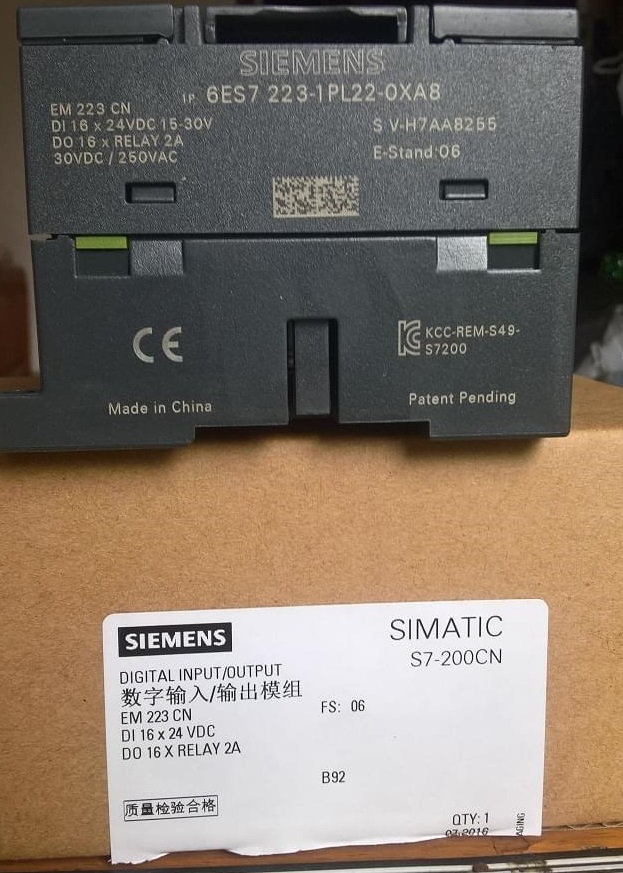 SIEMENS
1P 6ES7 223-1PL22-0XA8
EM 223 CN
DI 16 x 24VDC 15-30V
DO 16 x RELAY 2A
30VDC / 250VAC
S V-H7AA8255
E-Stand:06
CE
KCC-REM-S49-
S7200
Made in China
Patent Pending
SIEMENS
SIMATIC
S7-200CN
DIGITAL INPUT/OUTPUT
数字输入/输出模组
EM 223 CN
DI 16 x 24 VDC
DO 16 X RELAY 2A
FS: 06
B92
质量检验合格
QTY: 1
02.2016